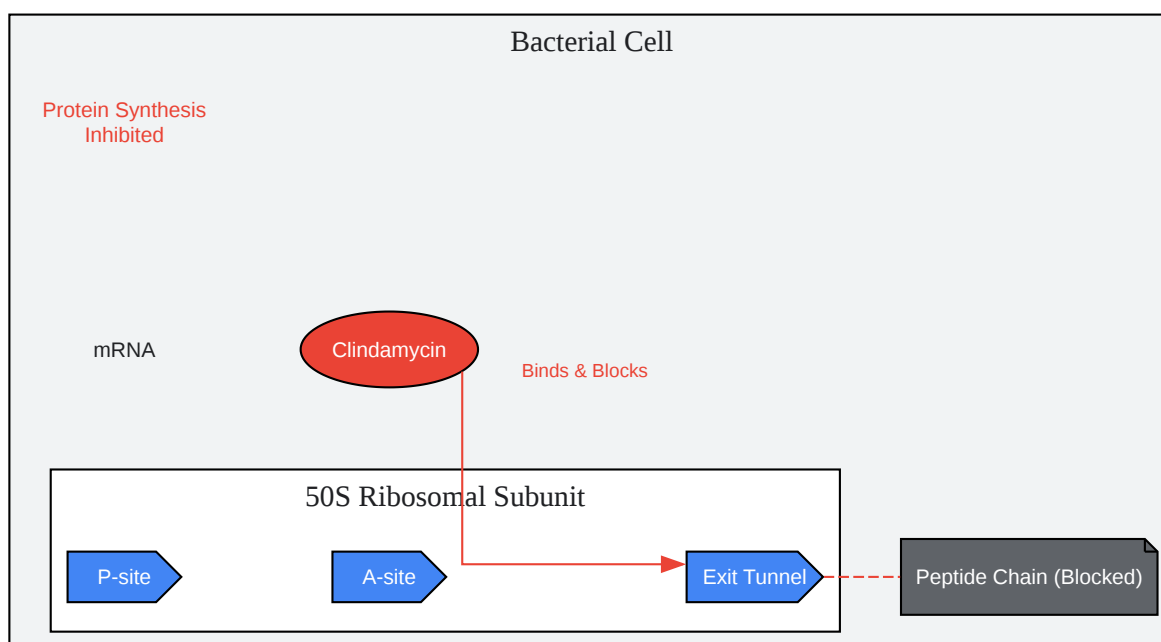 Bacterial Cell
Protein Synthesis
Inhibited
mRNA
Clindamycin
Binds & Blocks
50S Ribosomal Subunit
P-site
A-site
Exit Tunnel
Peptide Chain (Blocked)